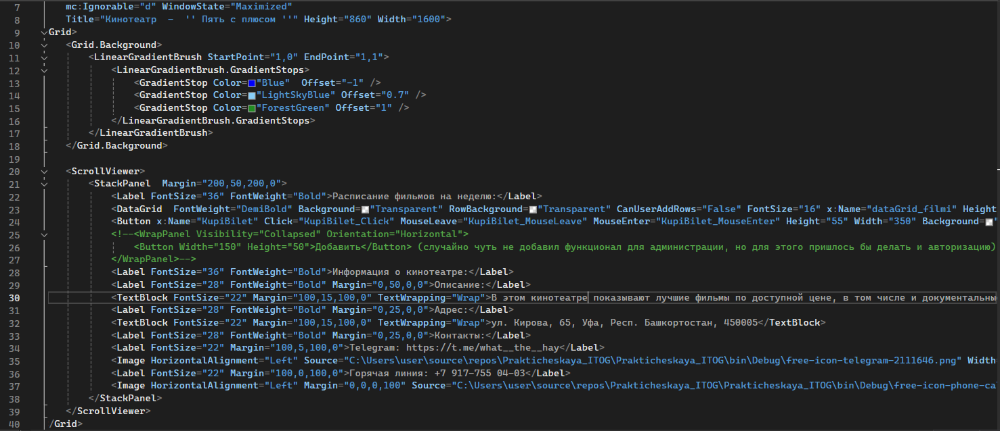 7 mc:Ignorable="d" WindowState="Maximized"
8 Title="Кинотеатр  -  '' Пять с плюсом ''" Height="860" Width="1600">
9 Grid>
10 <Grid.Background>
11 <LinearGradientBrush StartPoint="1,0" EndPoint="1,1">
12 <LinearGradientBrush.GradientStops>
13 <GradientStop Color="Blue"  Offset="-1" />
14 <GradientStop Color="LightSkyBlue" Offset="0.7" />
15 <GradientStop Color="ForestGreen" Offset="1" />
16 </LinearGradientBrush.GradientStops>
17 </LinearGradientBrush>
18 </Grid.Background>
19
20 <ScrollViewer>
21 <StackPanel  Margin="200,50,200,0">
22 <Label FontSize="36" FontWeight="Bold">Расписание фильмов на неделю:</Label>
23 <DataGrid  FontWeight="DemiBold" Background="Transparent" RowBackground="Transparent" CanUserAddRows="False" FontSize="16" x:Name="dataGrid_filmi" Height
24 <Button x:Name="KupiBilet" Click="KupiBilet_Click" MouseLeave="KupiBilet_MouseLeave" MouseEnter="KupiBilet_MouseEnter" Height="55" Width="350" Background="
25 <!--<WrapPanel Visibility="Collapsed" Orientation="Horizontal">
26 <Button Width="150" Height="50">Добавить</Button> (случайно чуть не добавил функционал для администрации, но для этого пришлось бы делать и авторизацию)
27 </WrapPanel>-->
28 <Label FontSize="36" FontWeight="Bold">Информация о кинотеатре:</Label>
29 <Label FontSize="28" FontWeight="Bold" Margin="0,50,0,0">Описание:</Label>
30 <TextBlock FontSize="22" Margin="100,15,100,0" TextWrapping="Wrap">В этом кинотеатре показывают лучшие фильмы по доступной цене, в том числе и документальны
31 <Label FontSize="28" FontWeight="Bold" Margin="0,25,0,0">Адрес:</Label>
32 <TextBlock FontSize="22" Margin="100,15,100,0" TextWrapping="Wrap">ул. Кирова, 65, Уфа, Респ. Башкортостан, 450005</TextBlock>
33 <Label FontSize="28" FontWeight="Bold" Margin="0,25,0,0">Контакты:</Label>
34 <Label FontSize="22" Margin="100,5,100,0">Telegram: https://t.me/what__the__hay</Label>
35 <Image HorizontalAlignment="Left" Source="C:\Users\user\source\repos\Prakticheskaya_ITOG\Prakticheskaya_ITOG\bin\Debug\free-icon-telegram-2111646.png" Width=
36 <Label FontSize="22" Margin="100,0,100,0">Горячая линия: +7 917-755 04-03</Label>
37 <Image HorizontalAlignment="Left" Margin="0,0,0,100" Source="C:\Users\user\source\repos\Prakticheskaya_ITOG\Prakticheskaya_ITOG\bin\Debug\free-icon-phone-ca
38 </StackPanel>
39 </ScrollViewer>
40 /Grid>